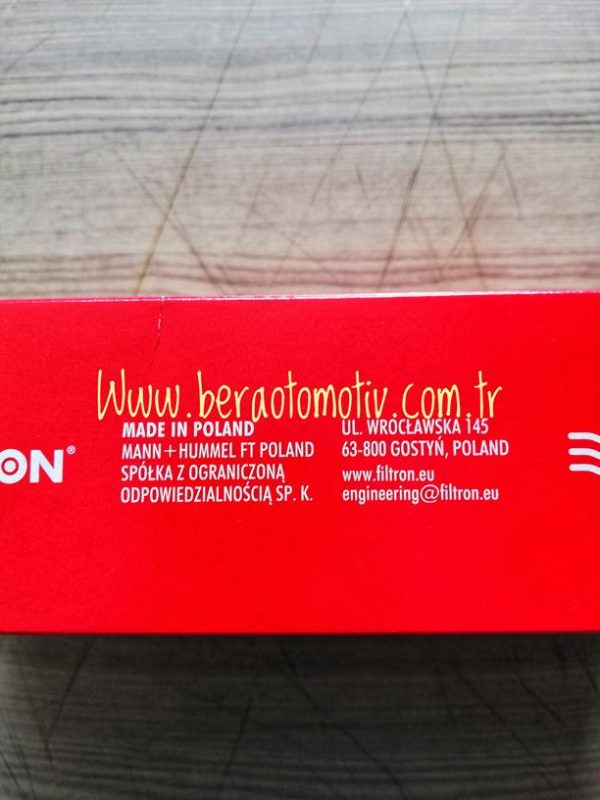 Www.beraotomotiv.com.tr
ON®
MADE IN POLAND
MANN+HUMMEL FT POLAND
SPÓŁKA Z OGRANICZONĄ
ODPOWIEDZIALNOŚCIĄ SP. K.
UL. WROCŁAWSKA 145
63-800 GOSTYŃ, POLAND
www.filtron.eu
engineering@filtron.eu